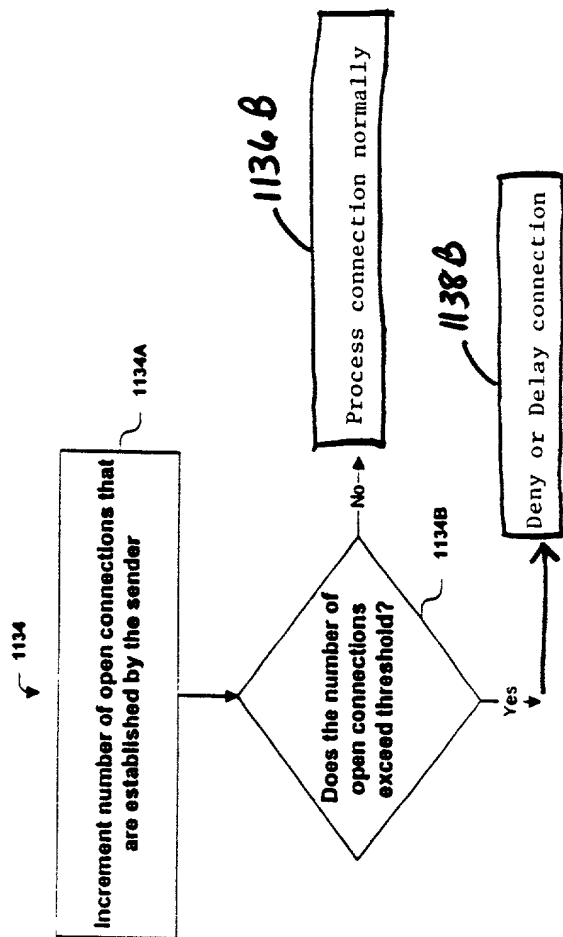 1134
1134A
Increment number of open connections that
are established by the sender
Does the number of
open connections
exceed threshold?
1134B
No
1136B
Process connection normally
Yes
1138B
Deny or Delay connection